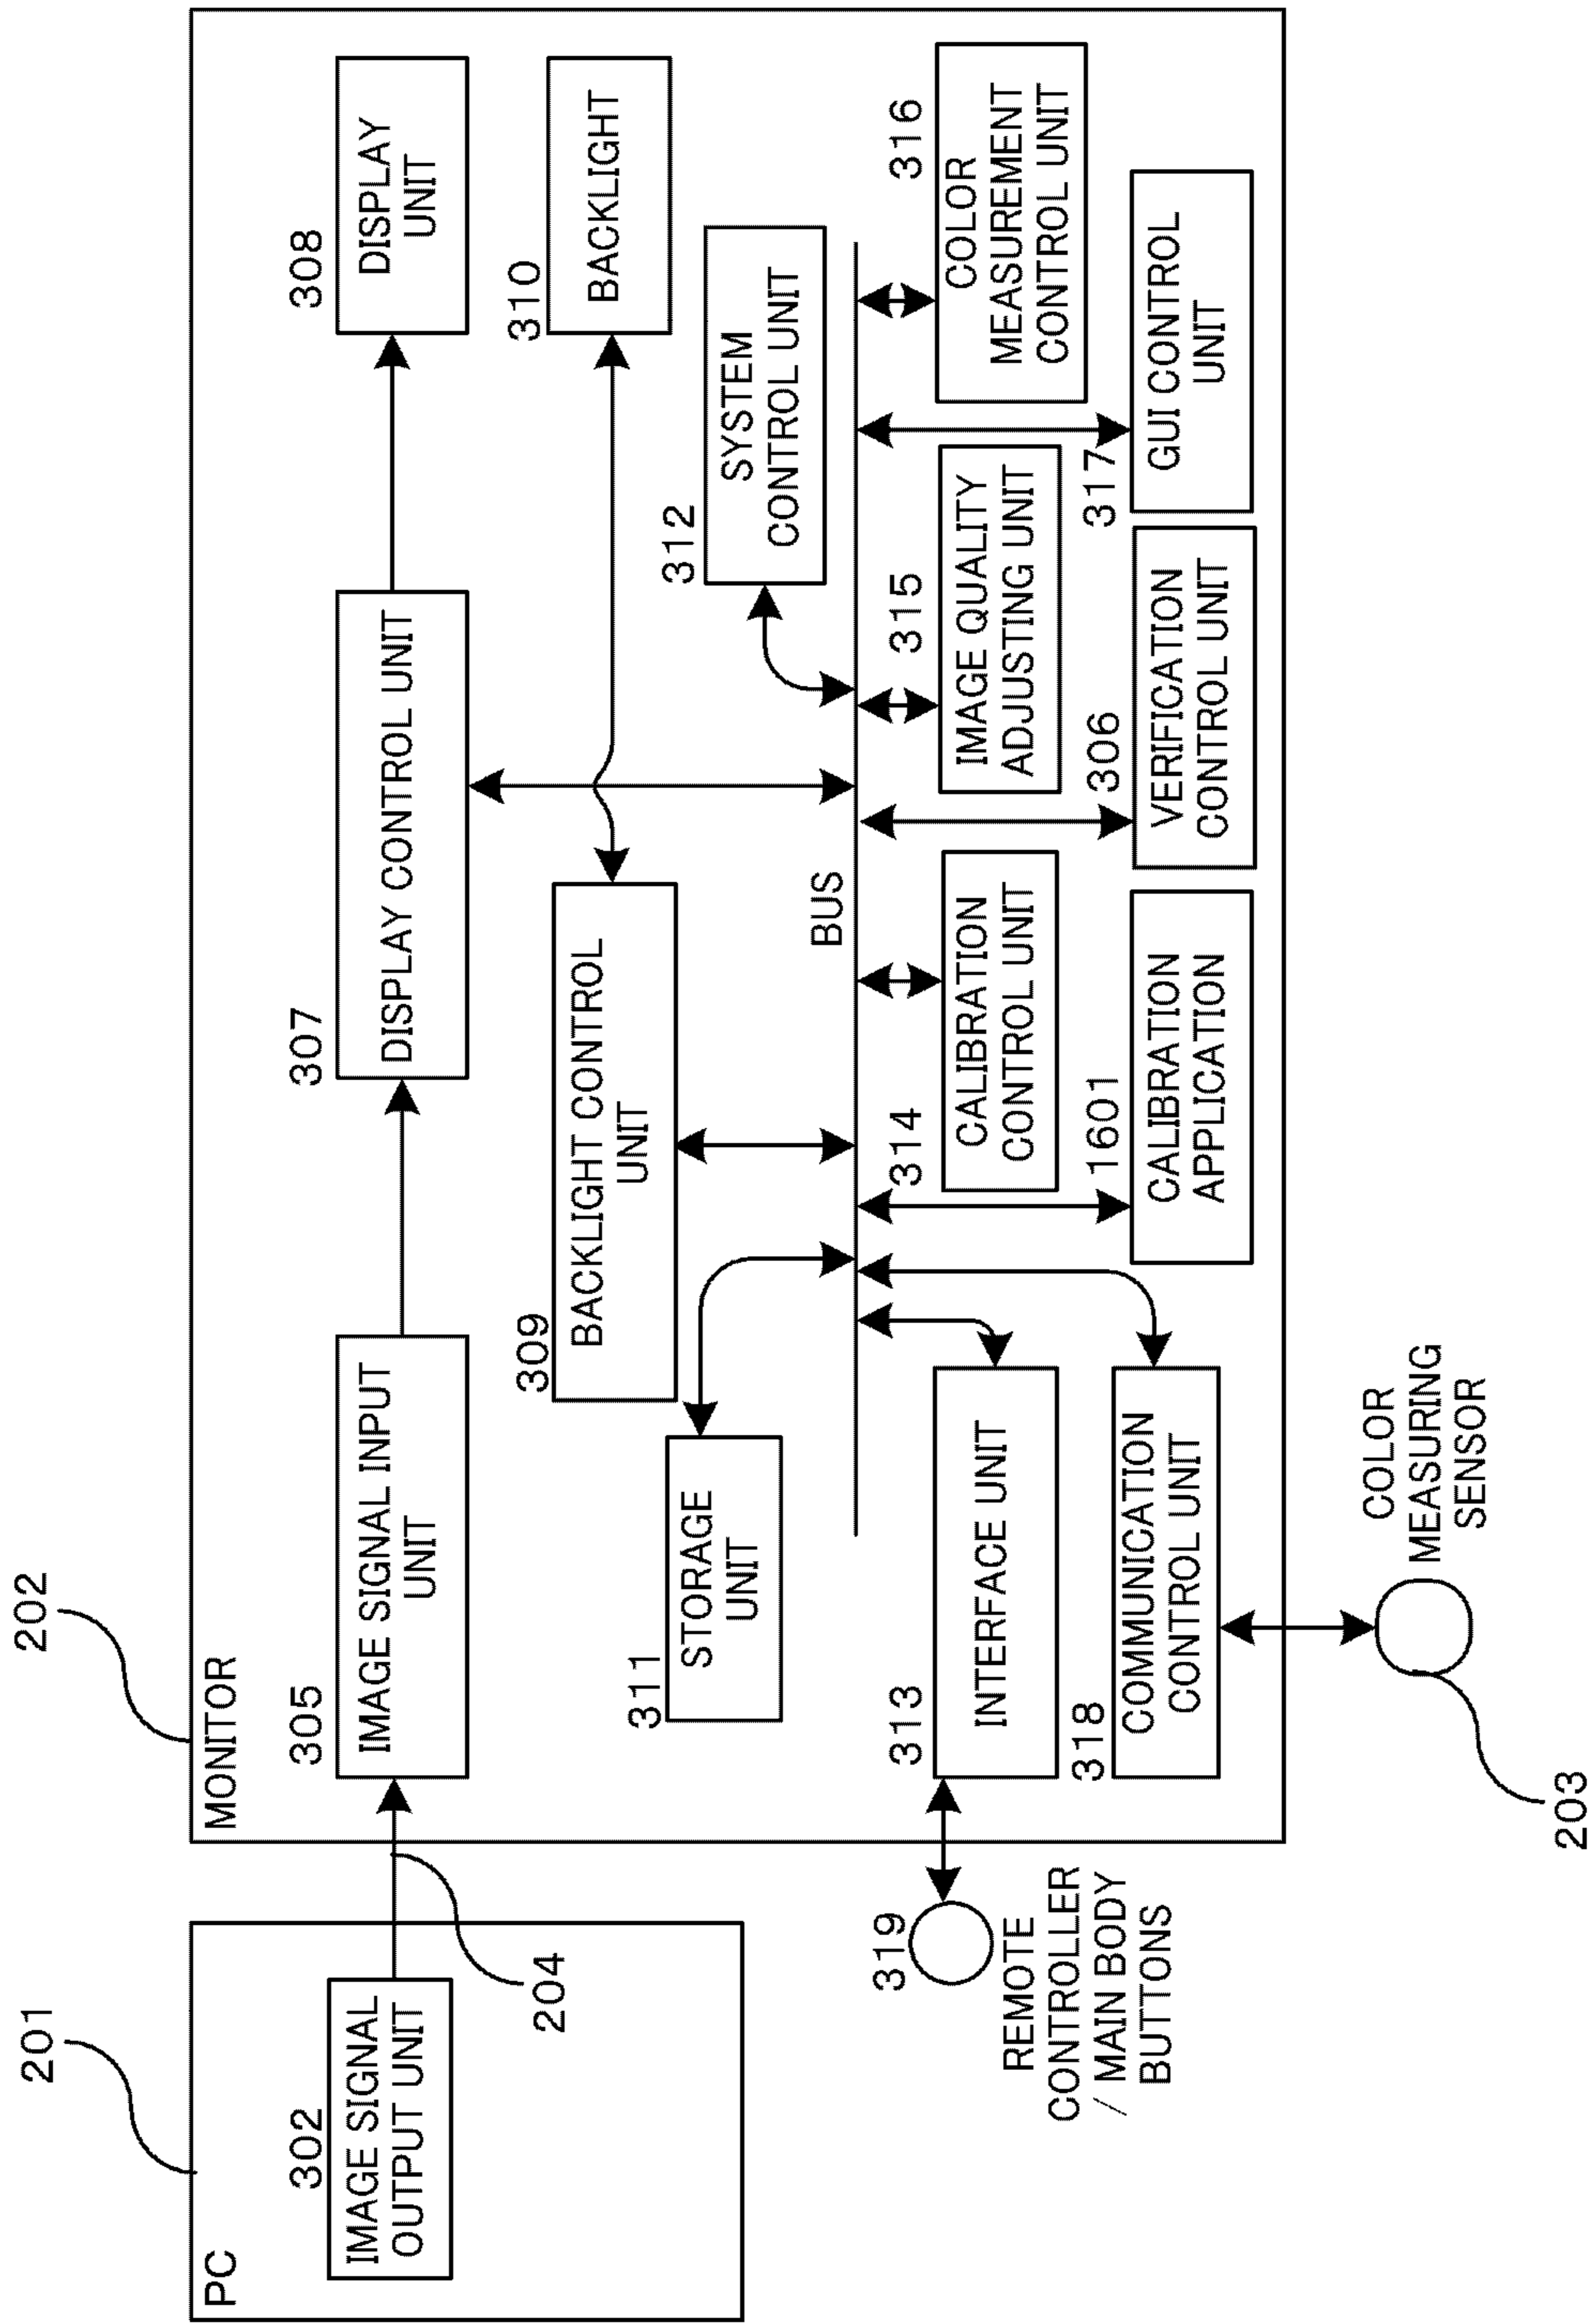 201
PC
302
IMAGE SIGNAL
OUTPUT UNIT
204
202
MONITOR
305
IMAGE SIGNAL INPUT
UNIT
307
DISPLAY CONTROL UNIT
308
DISPLAY
UNIT
309
BACKLIGHT CONTROL
UNIT
310
BACKLIGHT
311
STORAGE
UNIT
312
SYSTEM
CONTROL UNIT
BUS
319
REMOTE
CONTROLLER
/ MAIN BODY
BUTTONS
313
INTERFACE UNIT
314
CALIBRATION
CONTROL UNIT
315
IMAGE QUALITY
ADJUSTING UNIT
316
COLOR
MEASUREMENT
CONTROL UNIT
318
COMMUNICATION
CONTROL UNIT
1601
CALIBRATION
APPLICATION
306
VERIFICATION
CONTROL UNIT
317
GUI CONTROL
UNIT
203
COLOR
MEASURING
SENSOR